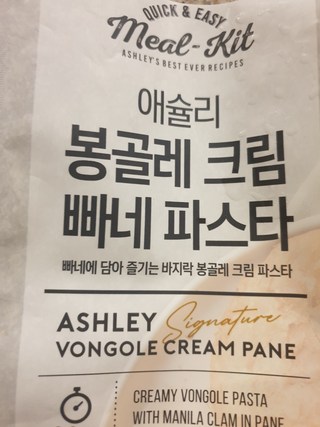 QUICK & EASY
Meal-Kit
ASHLEY'S BEST EVER RECIPES
애슐리
봉골레 크림
빠네 파스타
빠네에 담아 즐기는 바지락 봉골레 크림 파스타
ASHLEY Signature
VONGOLE CREAM PANE
CREAMY VONGOLE PASTA
WITH MANILA CLAM IN PANE